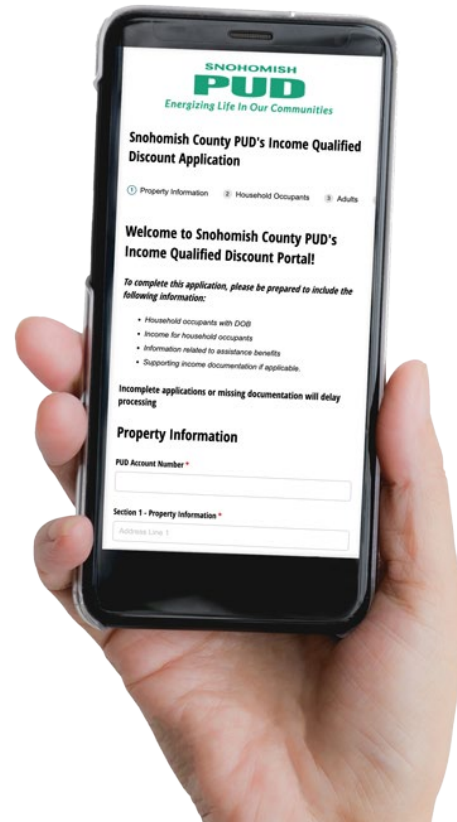 SNOHOMISH
PUD
Energizing Life In Our Communities
Snohomish County PUD's Income Qualified
Discount Application
1 Property Information 2 Household Occupants 3 Adults
Welcome to Snohomish County PUD's
Income Qualified Discount Portal!
To complete this application, please be prepared to include the
following information:
• Household occupants with DOB
• Income for household occupants
• Information related to assistance benefits
• Supporting income documentation if applicable.
Incomplete applications or missing documentation will delay
processing
Property Information
PUD Account Number *
Section 1 - Property Information *
Address Line 1